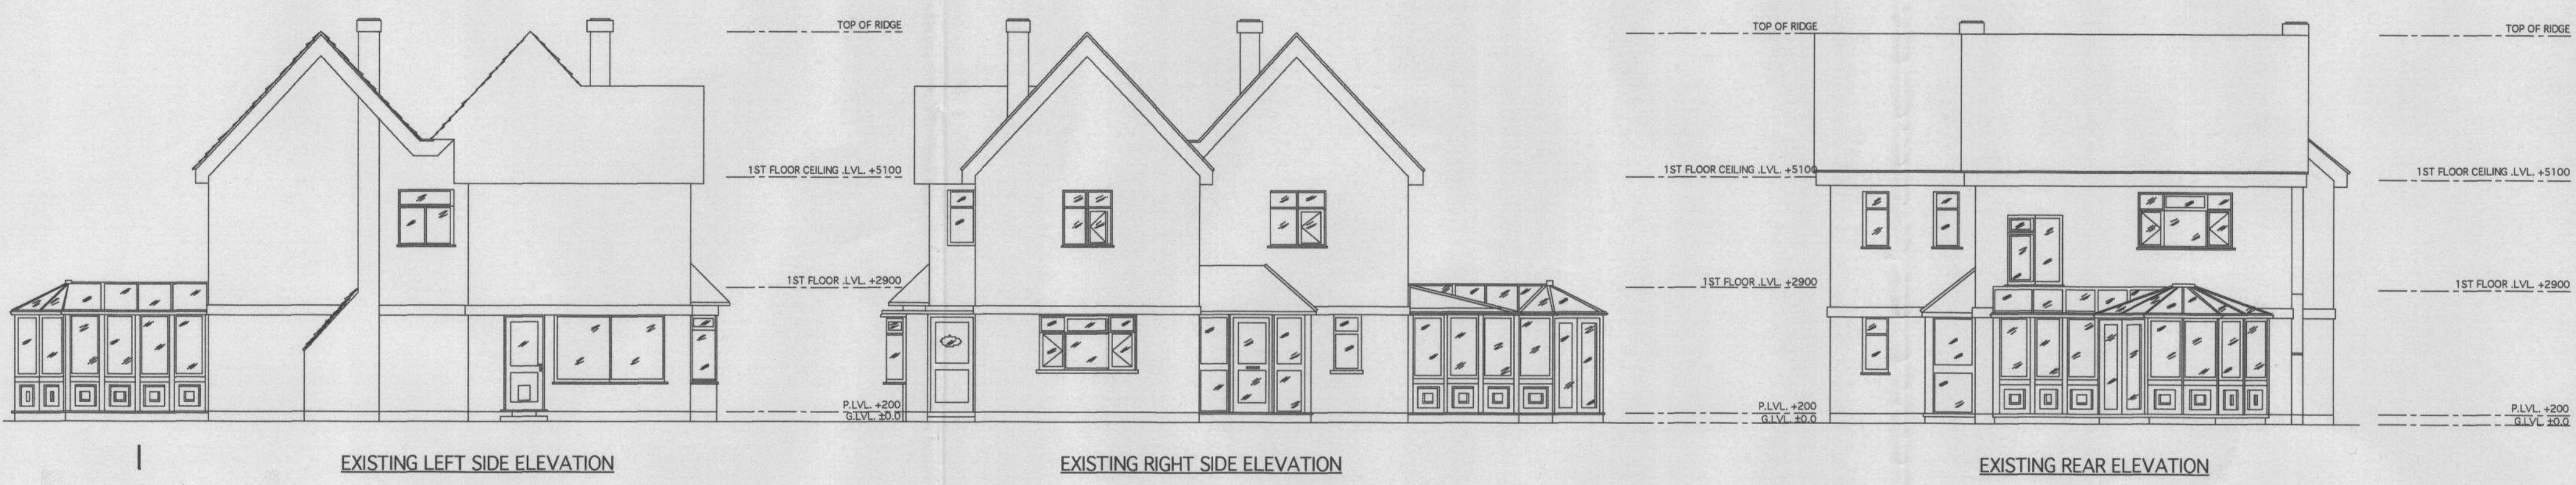 TOP OF RIDGE
1ST FLOOR CEILING .LVL. +5100
1ST FLOOR .LVL. +2900
P.LVL. +200
G.LVL. ±0.0
EXISTING LEFT SIDE ELEVATION
TOP OF RIDGE
1ST FLOOR CEILING .LVL. +5100
1ST FLOOR .LVL. +2900
P.LVL. +200
G.LVL. ±0.0
EXISTING RIGHT SIDE ELEVATION
TOP OF RIDGE
1ST FLOOR CEILING .LVL. +5100
1ST FLOOR .LVL. +2900
P.LVL. +200
G.LVL. ±0.0
EXISTING REAR ELEVATION